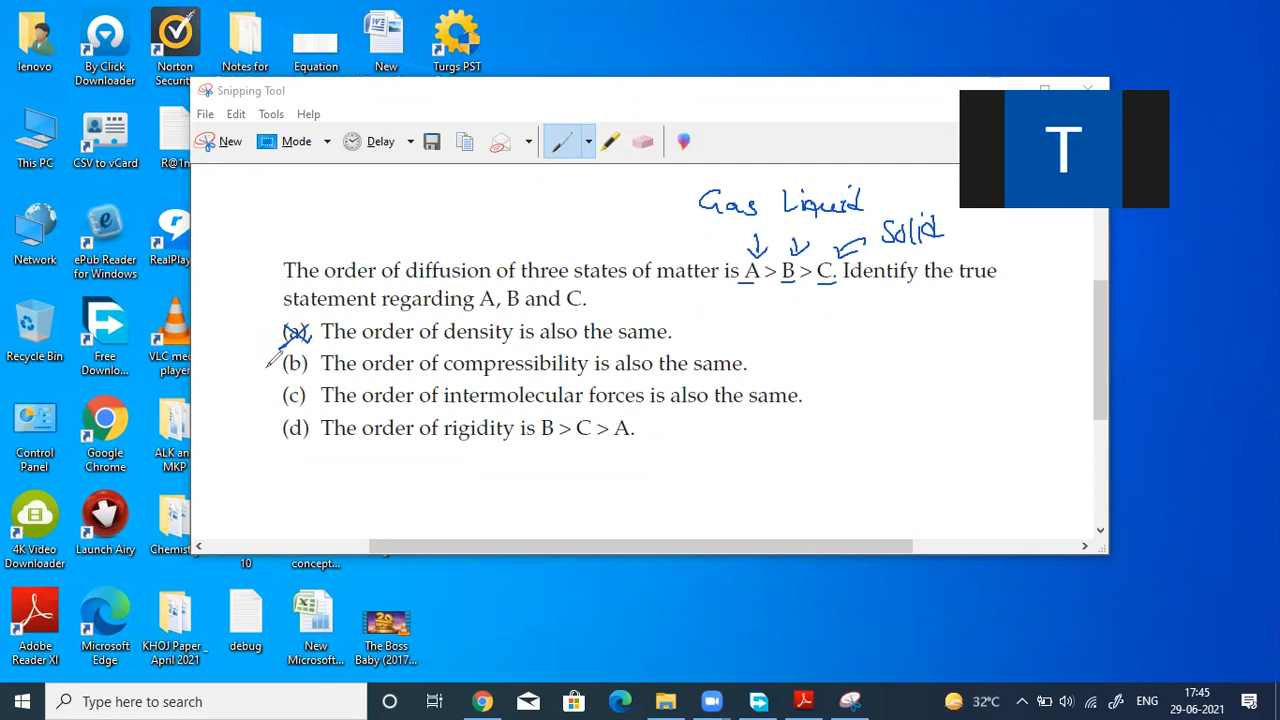 lenovo
By Click
Downloader
Norton
Securit
Notes for
Equation
New
Turgs PST
This PC
CSV to vCard
R@1n
Network
ePub Reader
for Windows
RealPlay
Recycle Bin
Free
Downlo...
VLC me
player
Control
Panel
Google
Chrome
ALK an
MKP
4K Video
Downloader
Launch Airy
Chemist
10
concept...
Adobe
Reader XI
Microsoft
Edge
KHOJ Paper _
April 2021
debug
New
Microsoft...
The Boss
Baby (2017...
Snipping Tool
File Edit Tools Help
New Mode Delay
T
Gas Liquid
Solid
The order of diffusion of three states of matter is A > B > C. Identify the true
statement regarding A, B and C.
(a) The order of density is also the same.
(b) The order of compressibility is also the same.
(c) The order of intermolecular forces is also the same.
(d) The order of rigidity is B > C > A.
Type here to search
32°C
ENG
17:45
29-06-2021